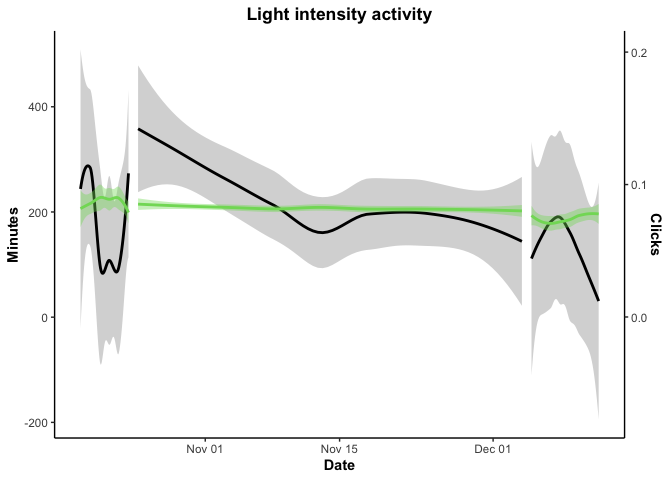 Light intensity activity
400
200
0
-200
Minutes
0.2
0.1
0.0
Clicks
Nov 01
Nov 15
Dec 01
Date